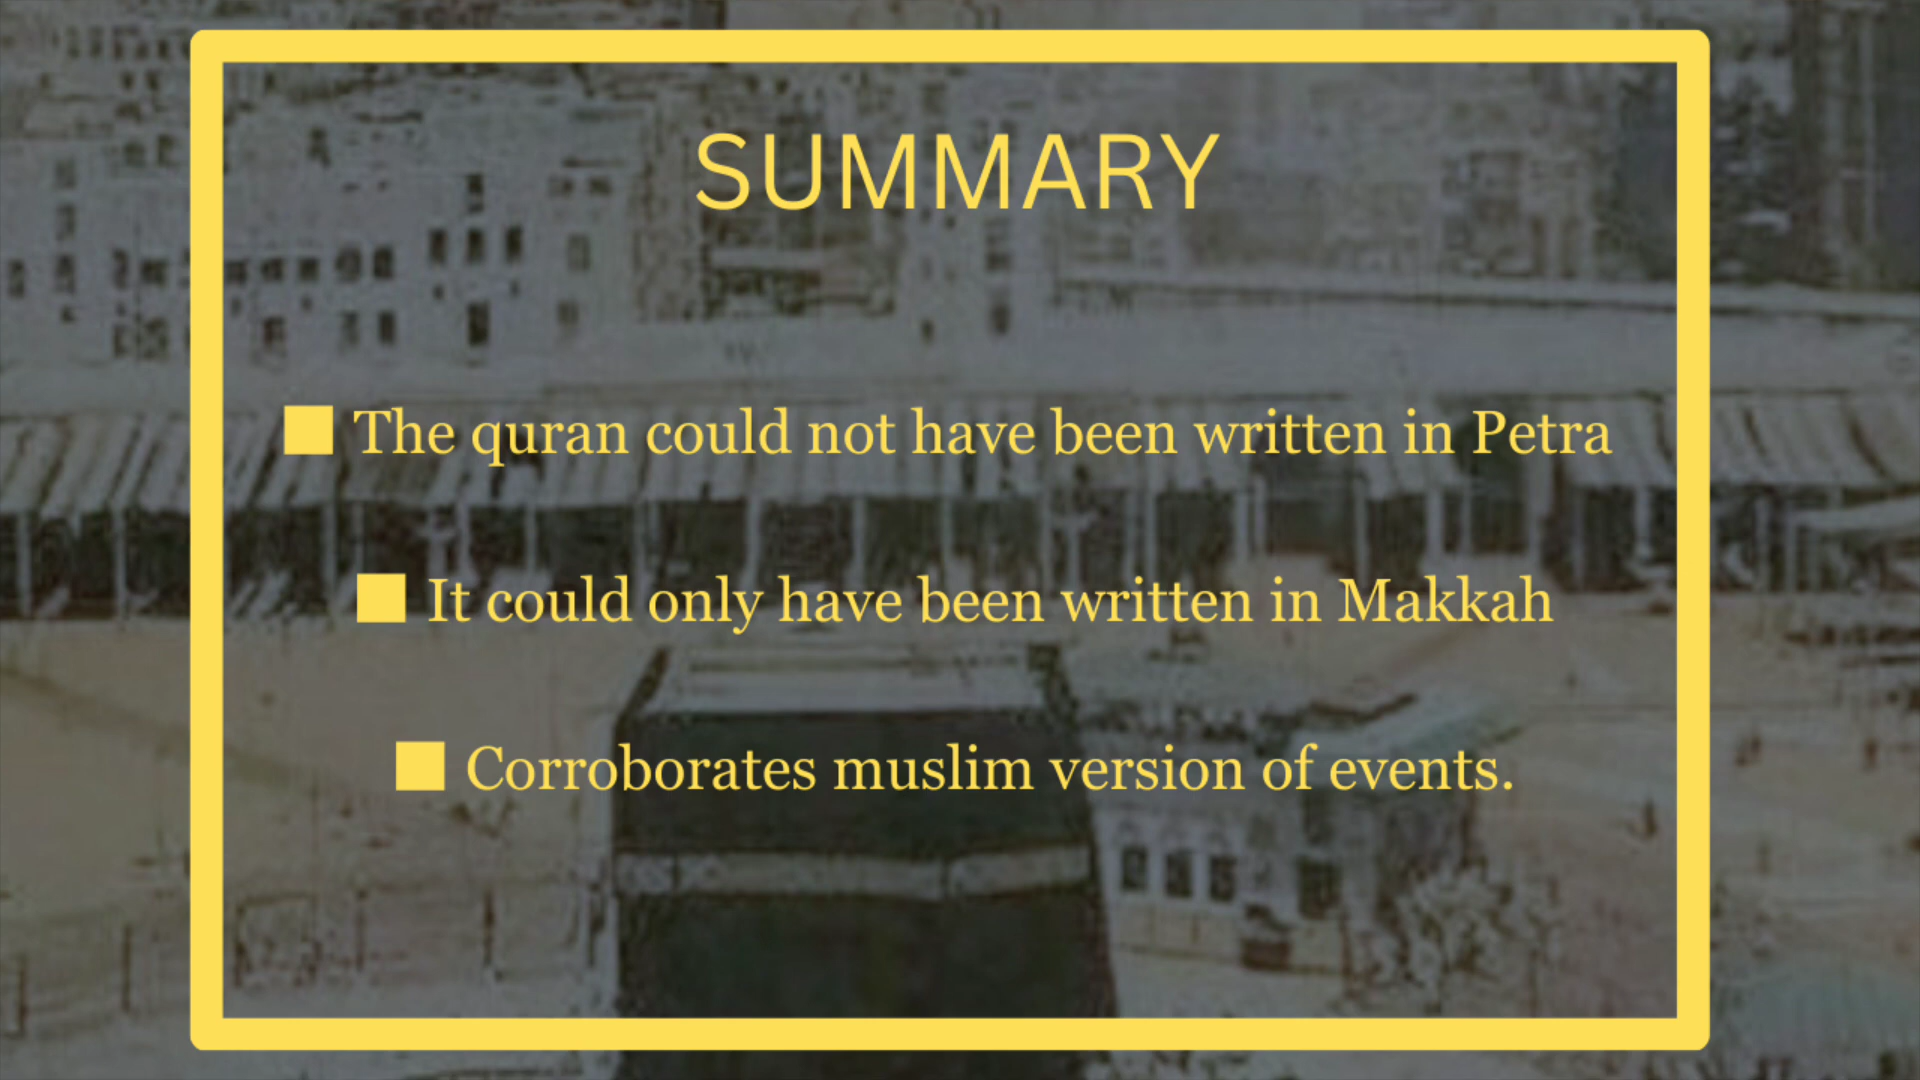 SUMMARY
■ The quran could not have been written in Petra
■ It could only have been written in Makkah
■ Corroborates muslim version of events.